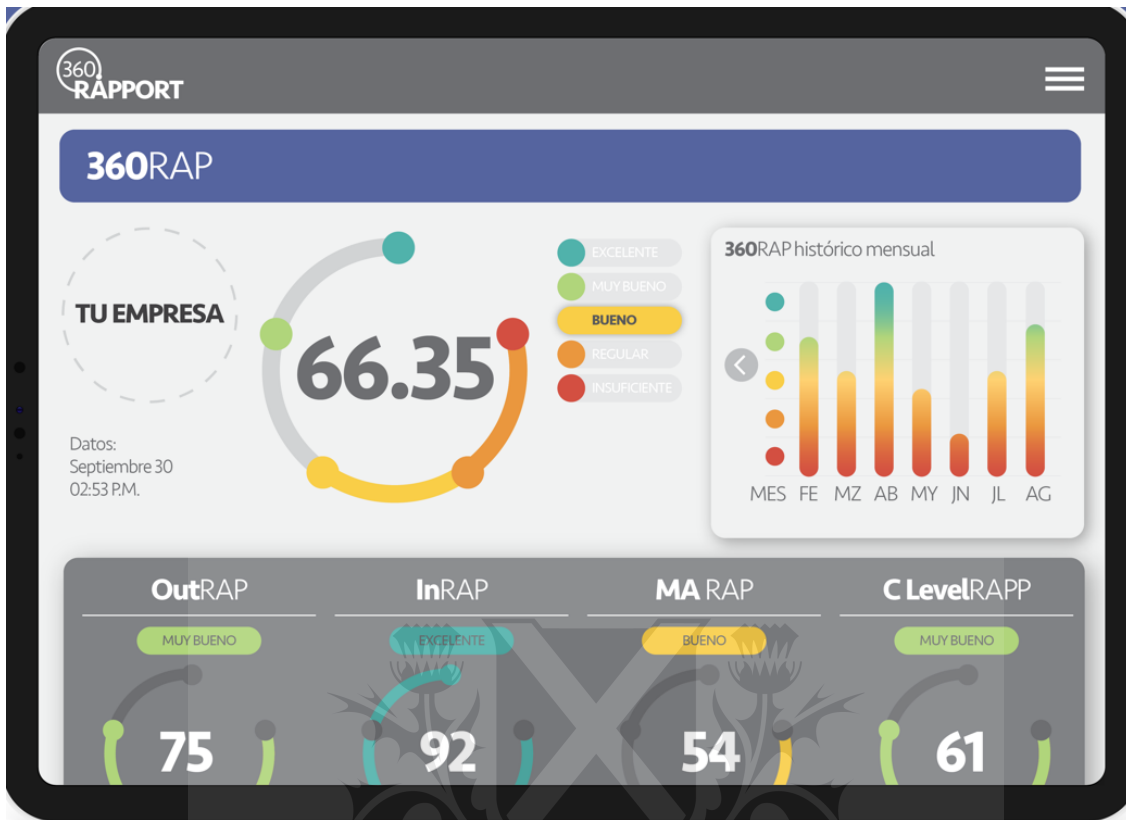 360
RAPPORT
360RAP
TU EMPRESA
Datos:
Septiembre 30
02:53 P.M.
66.35
EXCELENTE
MUY BUENO
BUENO
REGULAR
INSUFICIENTE
360RAP histórico mensual
MES FE MZ AB MY JN JL AG
OutRAP
MUY BUENO
75
InRAP
EXCELENTE
92
MA RAP
BUENO
54
C LevelRAPP
MUY BUENO
61